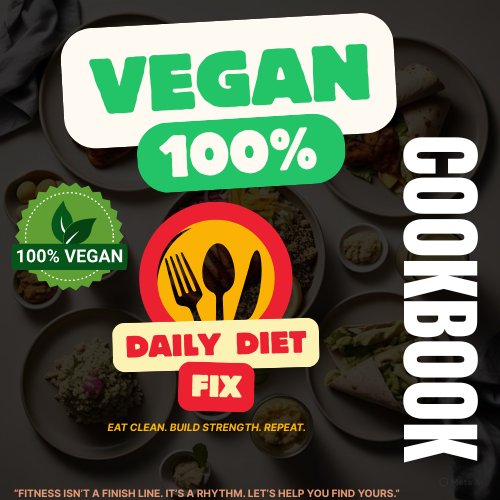 VEGAN
100%
COOKBOOK
100% VEGAN
DAILY DIET
FIX
EAT CLEAN. BUILD STRENGTH. REPEAT.
"FITNESS ISN'T A FINISH LINE. IT'S A RHYTHM. LET'S HELP YOU FIND YOURS."